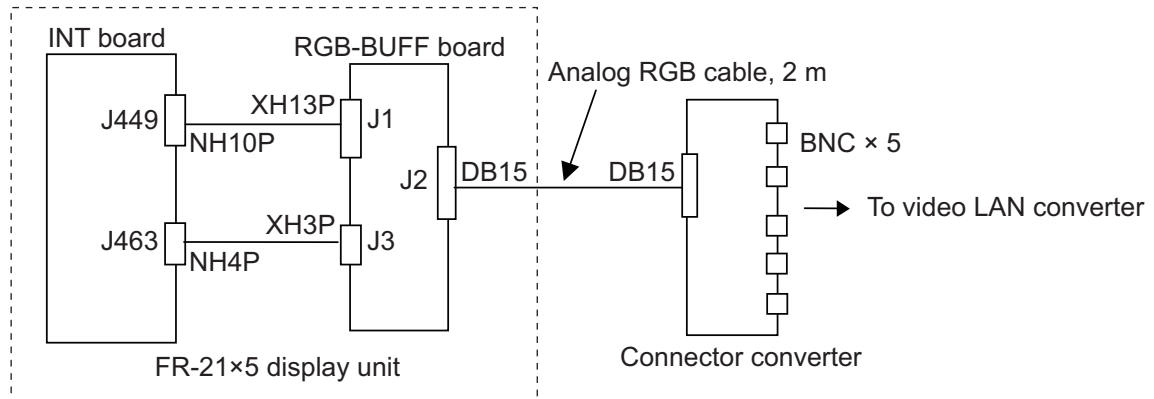 INT board
RGB-BUFF board
Analog RGB cable, 2 m
J449
XH13P
NH10P
J1
BNC × 5
J2
DB15
DB15
To video LAN converter
J463
XH3P
NH4P
J3
FR-21×5 display unit
Connector converter